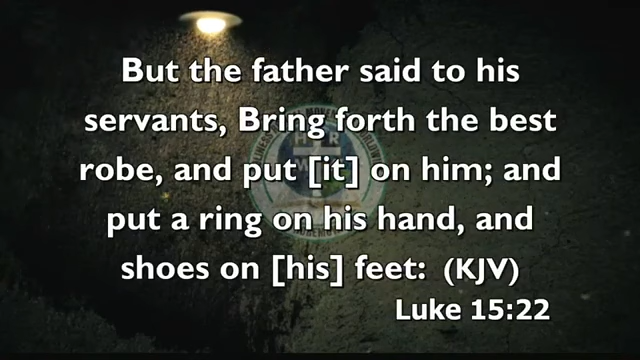 But the father said to his
servants, Bring forth the best
robe, and put [it] on him; and
put a ring on his hand, and
shoes on [his] feet: (KJV)
Luke 15:22